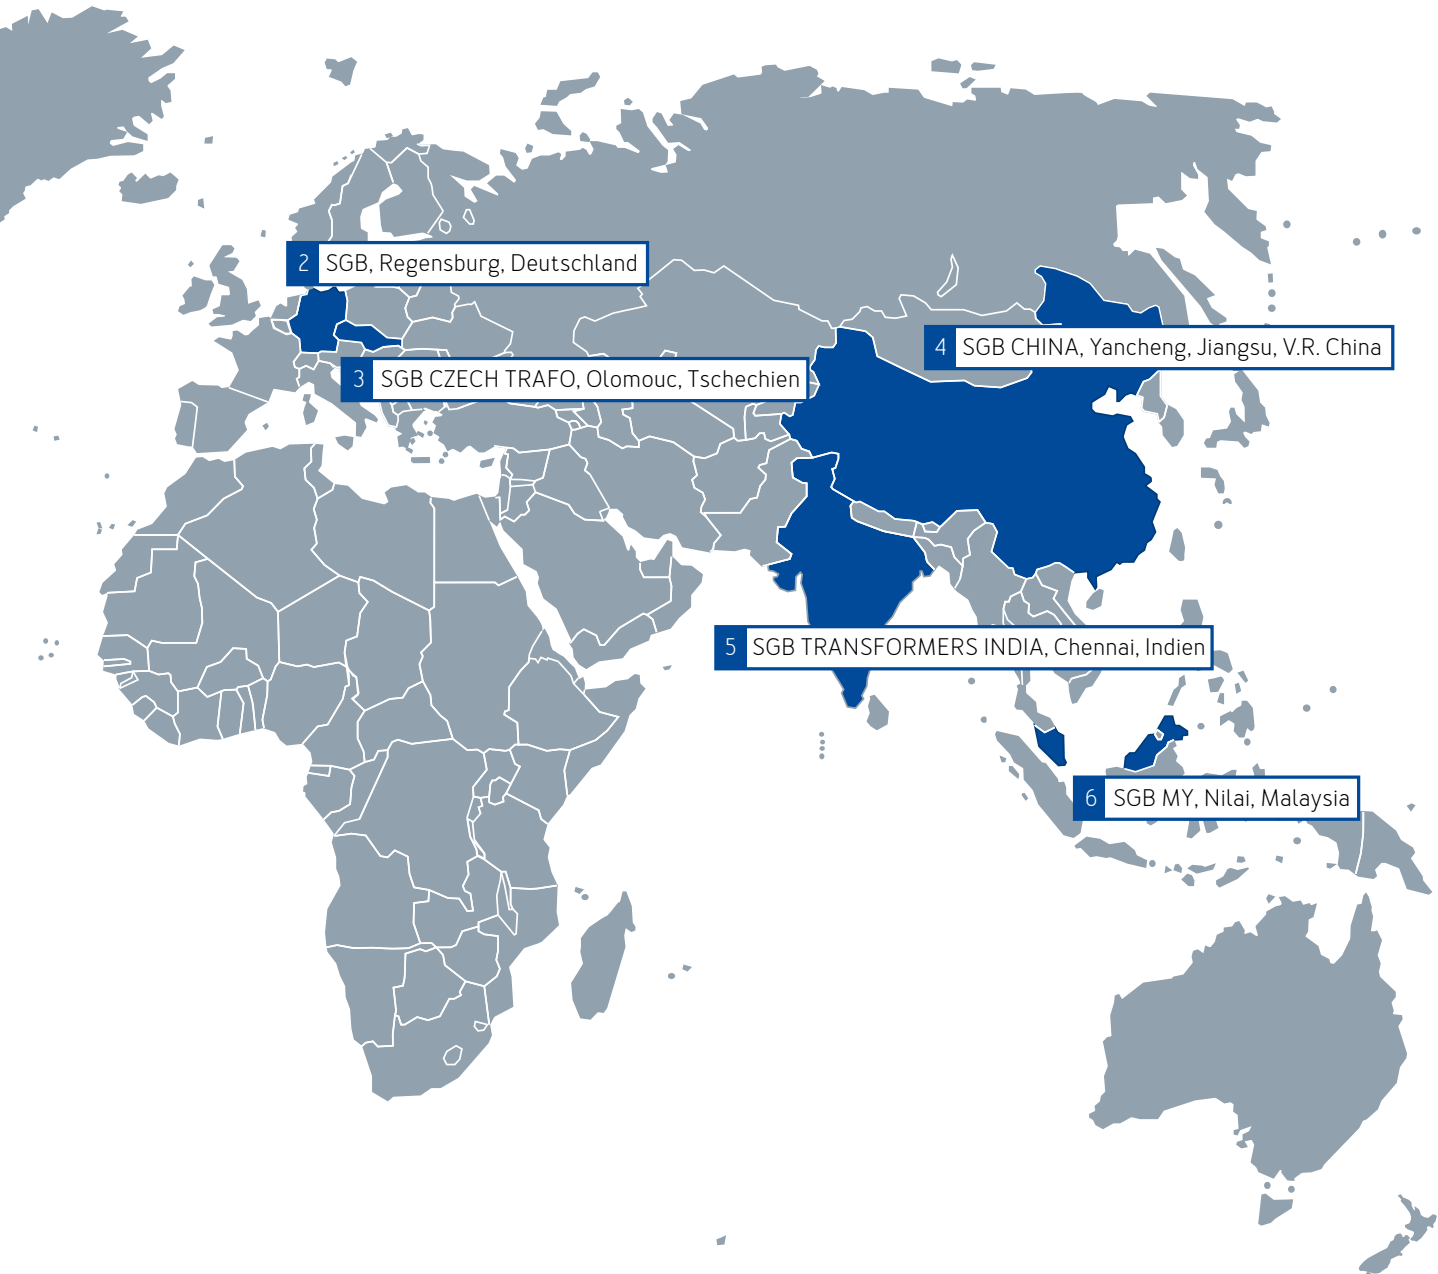 2 SGB, Regensburg, Deutschland
4 SGB CHINA, Yancheng, Jiangsu, V.R. China
3 SGB CZECH TRAFO, Olomouc, Tschechien
5 SGB TRANSFORMERS INDIA, Chennai, Indien
6 SGB MY, Nilai, Malaysia